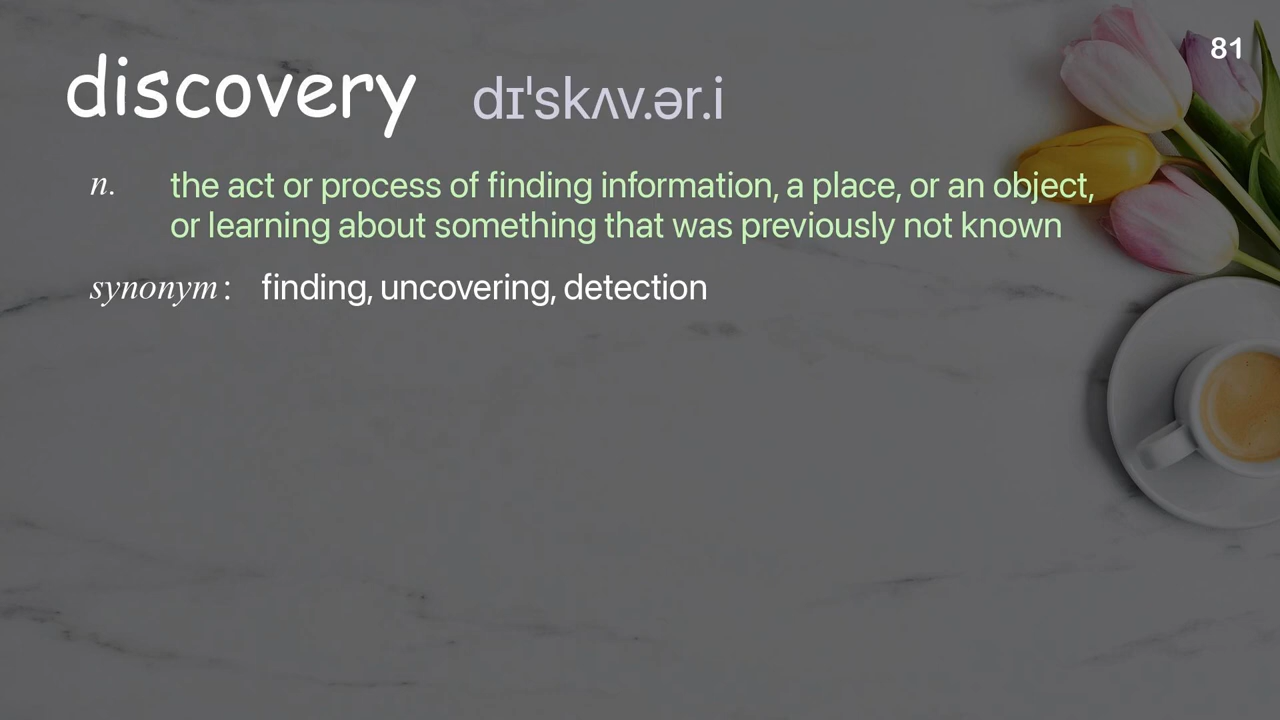 81
discovery dɪˈskʌv.ər.i
n. the act or process of finding information, a place, or an object,
or learning about something that was previously not known
synonym: finding, uncovering, detection